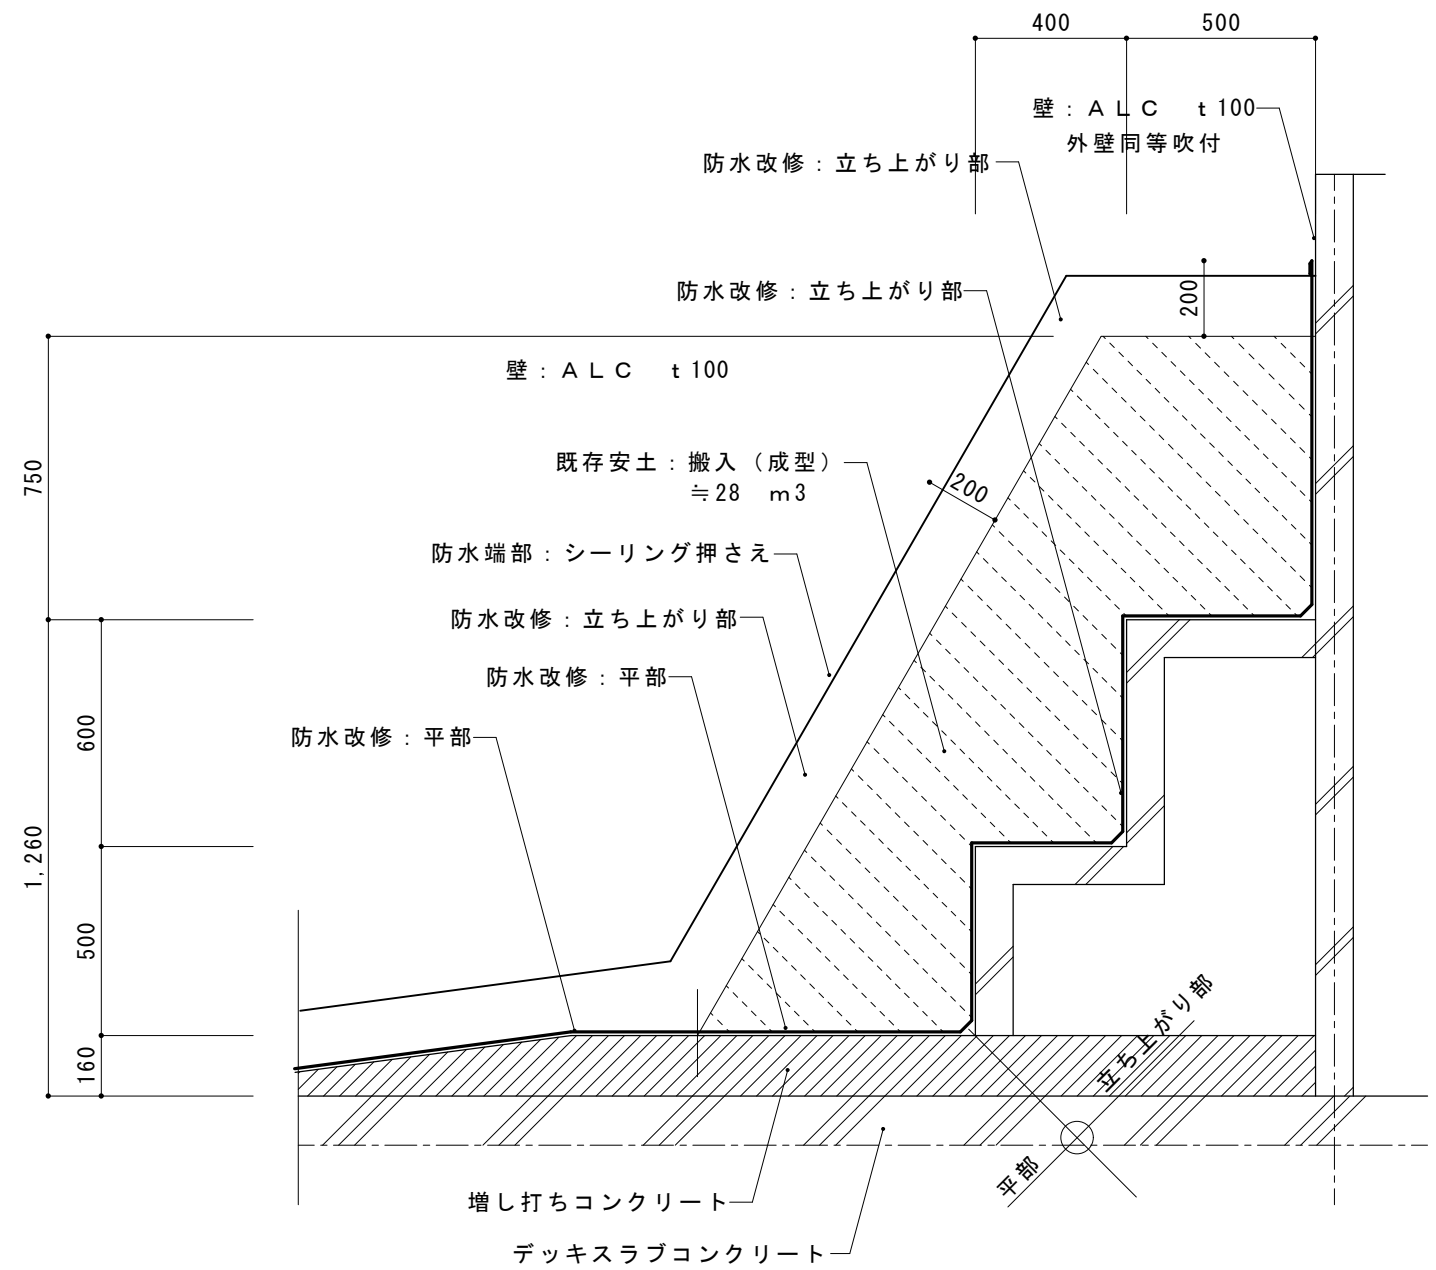 400
500
壁：ＡＬＣ　ｔ100
外壁同等吹付
防水改修：立ち上がり部
防水改修：立ち上がり部
200
壁：ＡＬＣ　ｔ100
750
既存安土：搬入（成型）
≒28　ｍ3
200
防水端部：シーリング押さえ
防水改修：立ち上がり部
防水改修：平部
防水改修：平部
600
1,260
500
160
立ち上がり部
平部
増し打ちコンクリート
デッキスラブコンクリート